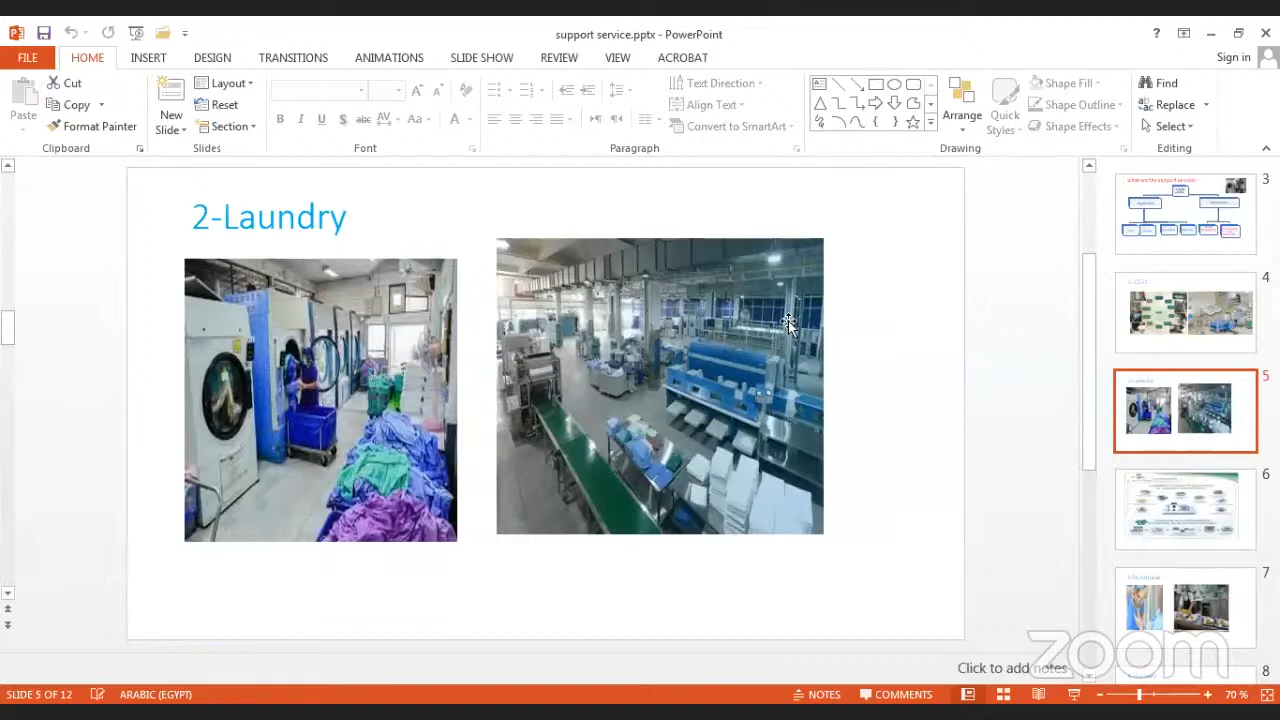 support service.pptx - PowerPoint
?
Sign in
FILE HOME INSERT DESIGN TRANSITIONS ANIMATIONS SLIDE SHOW REVIEW VIEW ACROBAT
Paste
Cut
Copy
Format Painter
Clipboard
New Slide
Layout
Reset
Section
Slides
B I U S abc AV Aa A
Font
Text Direction
Align Text
Convert to SmartArt
Paragraph
Arrange
Quick Styles
Shape Fill
Shape Outline
Shape Effects
Drawing
Find
Replace
Select
Editing
2-Laundry
3
4
5
6
7
8
zoom
Click to add notes
SLIDE 5 OF 12 ARABIC (EGYPT) NOTES COMMENTS 70 %